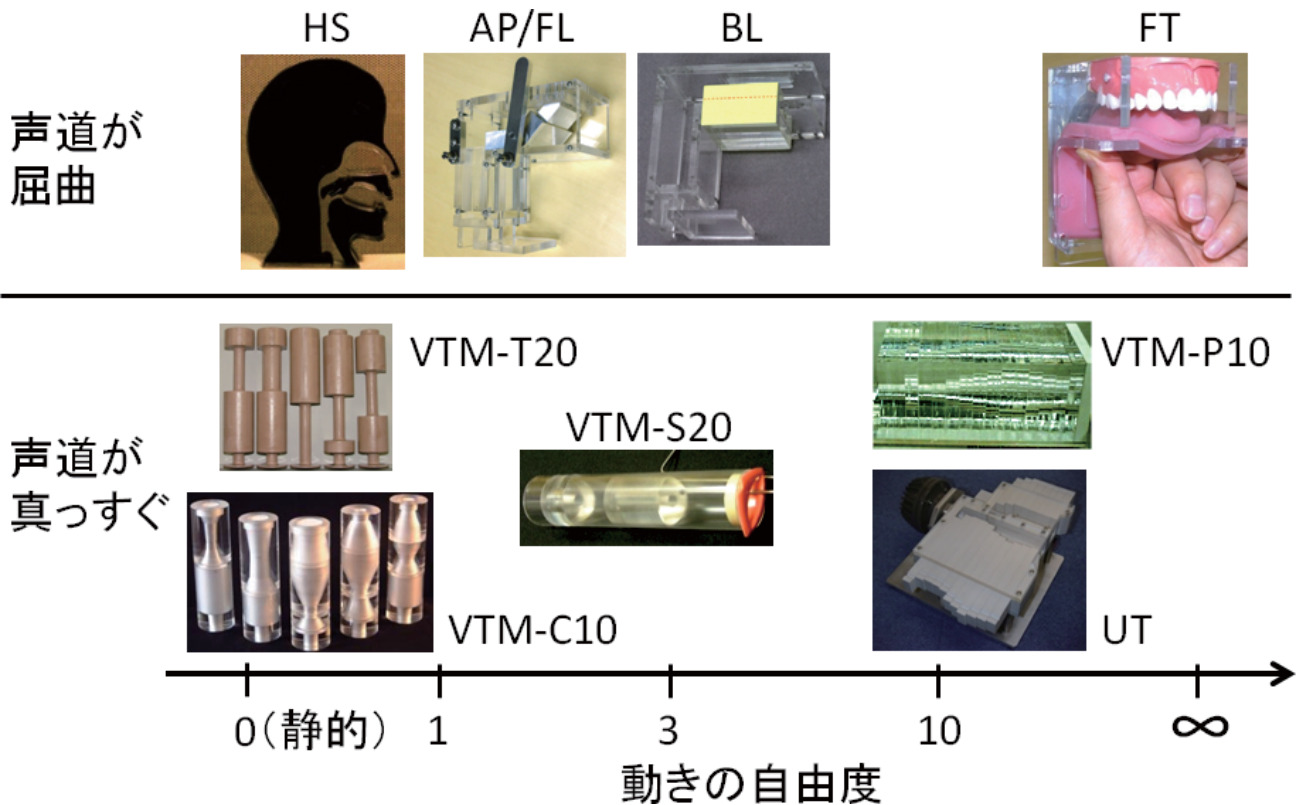 HS
AP/FL
BL
FT
声道が
屈曲
VTM-T20
VTM-S20
VTM-P10
声道が
真っすぐ
VTM-C10
UT
0(静的)
1
3
10
∞
動きの自由度